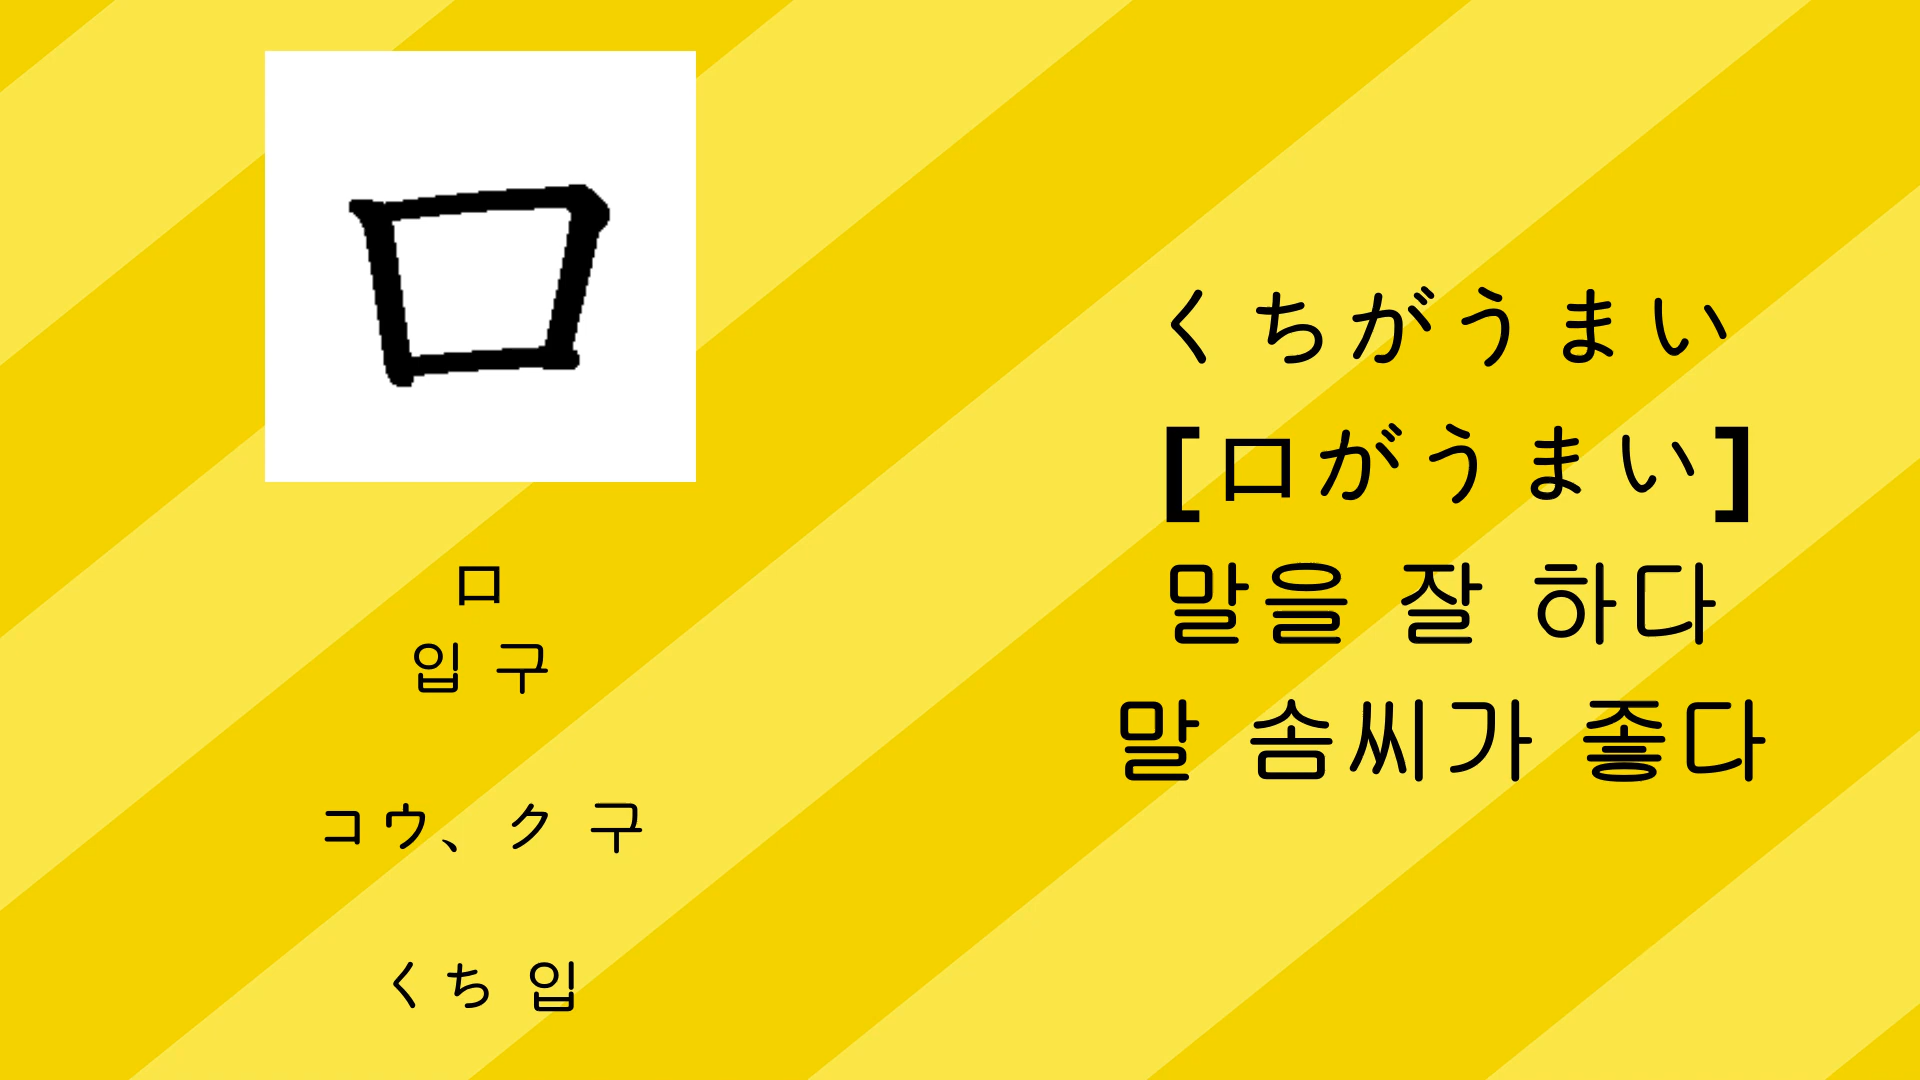 口
口
입 구
コウ、ク 구
くち 입
くちがうまい
[口がうまい]
말을 잘 하다
말 솜씨가 좋다